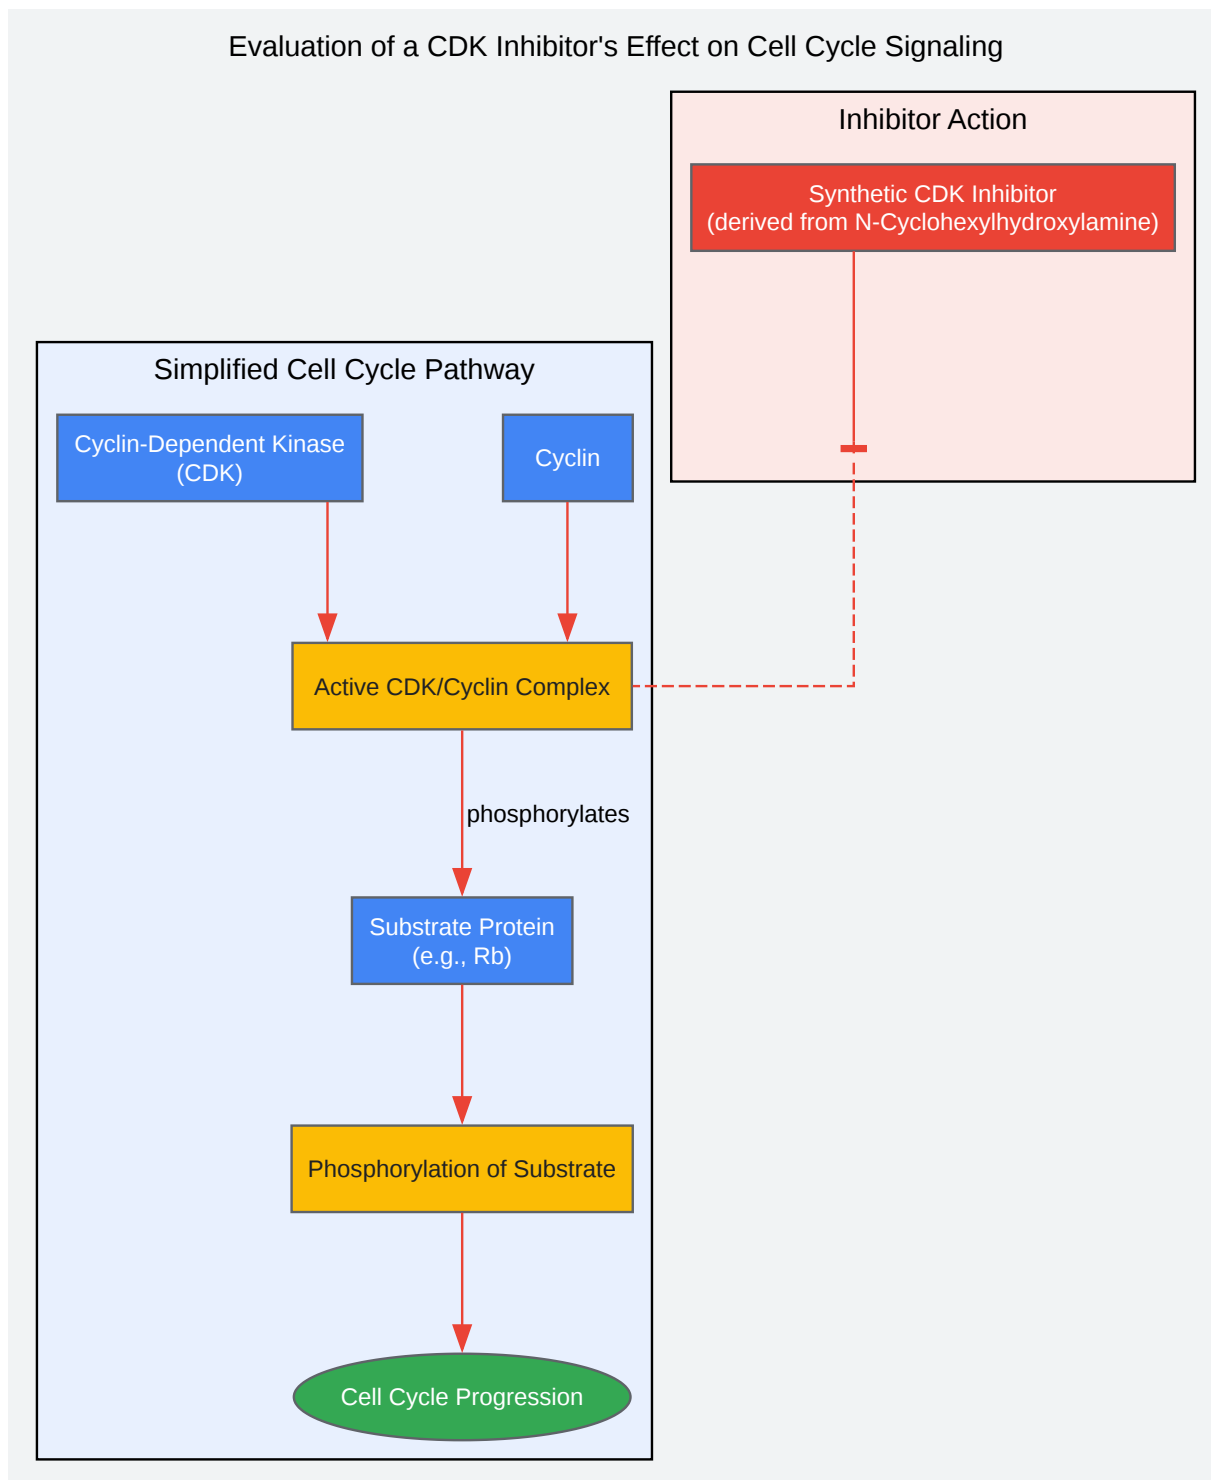 Evaluation of a CDK Inhibitor's Effect on Cell Cycle Signaling
Inhibitor Action
Synthetic CDK Inhibitor
(derived from N-Cyclohexylhydroxylamine)
Simplified Cell Cycle Pathway
Cyclin-Dependent Kinase
(CDK)
Cyclin
Active CDK/Cyclin Complex
phosphorylates
Substrate Protein
(e.g., Rb)
Phosphorylation of Substrate
Cell Cycle Progression